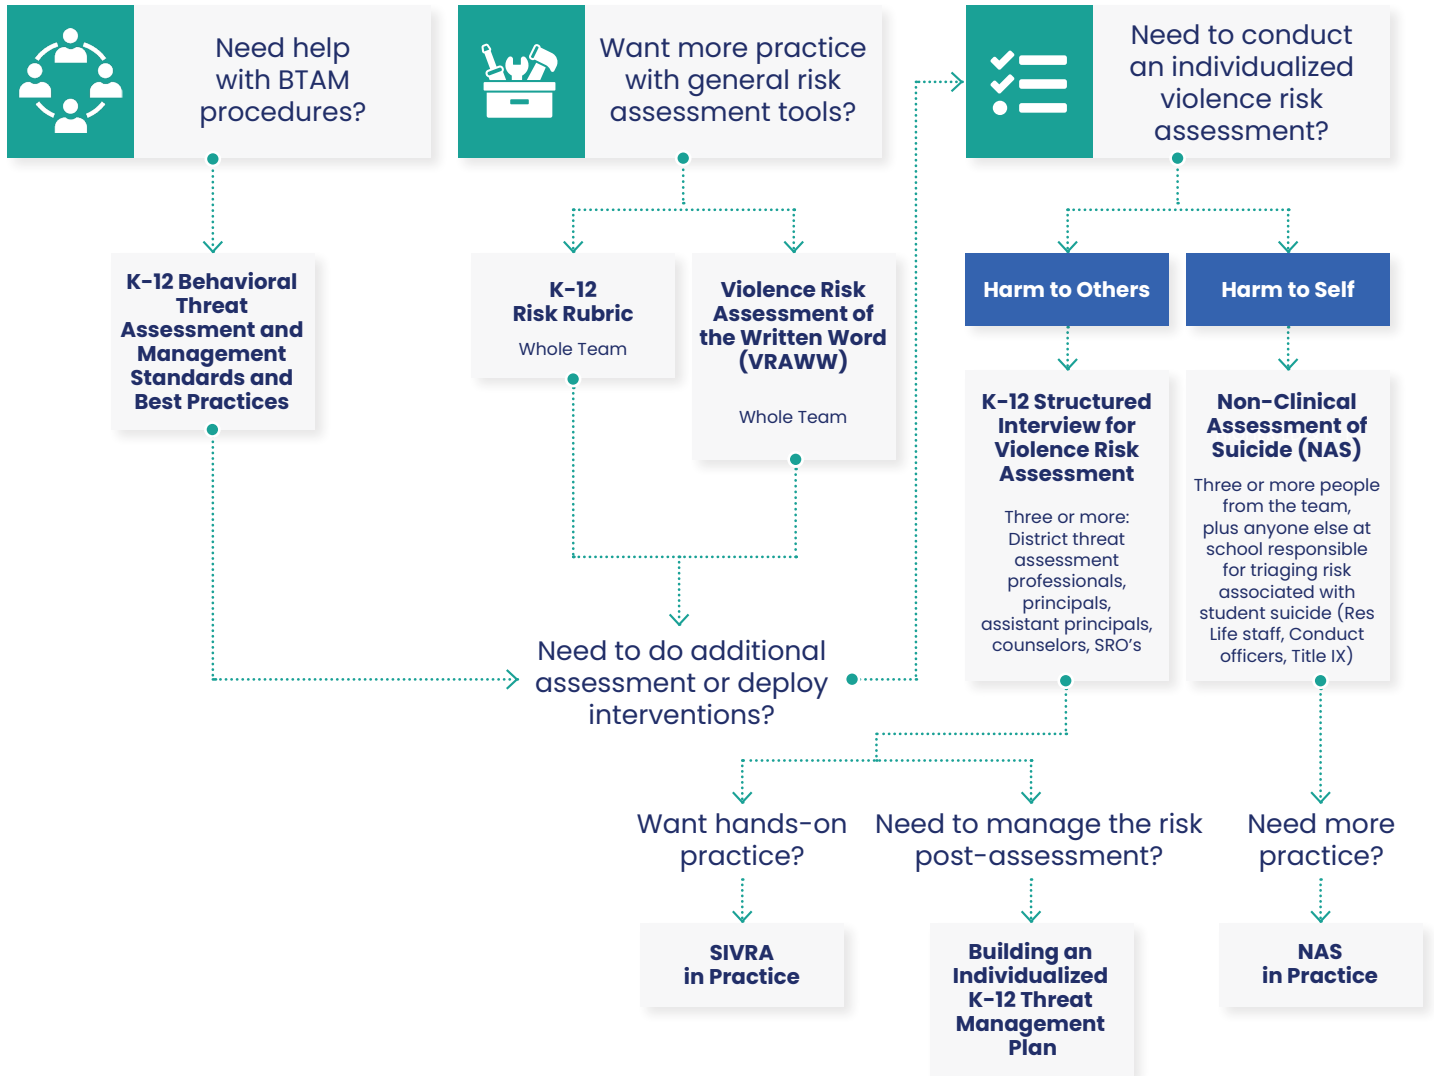 Need help
with BTAM
procedures?
Want more practice
with general risk
assessment tools?
Need to conduct
an individualized
violence risk
assessment?
K-12 Behavioral
Threat
Assessment and
Management
Standards and
Best Practices
K-12
Risk Rubric
Whole Team
Violence Risk
Assessment of
the Written Word
(VRAWW)
Whole Team
Harm to Others
Harm to Self
K-12 Structured
Interview for
Violence Risk
Assessment
Three or more:
District threat
assessment
professionals,
principals,
assistant principals,
counselors, SRO's
Non-Clinical
Assessment of
Suicide (NAS)
Three or more people
from the team,
plus anyone else at
school responsible
for triaging risk
associated with
student suicide (Res
Life staff, Conduct
officers, Title IX)
Need to do additional
assessment or deploy
interventions?
Want hands-on
practice?
Need to manage the risk
post-assessment?
Need more
practice?
SIVRA
in Practice
Building an
Individualized
K-12 Threat
Management
Plan
NAS
in Practice